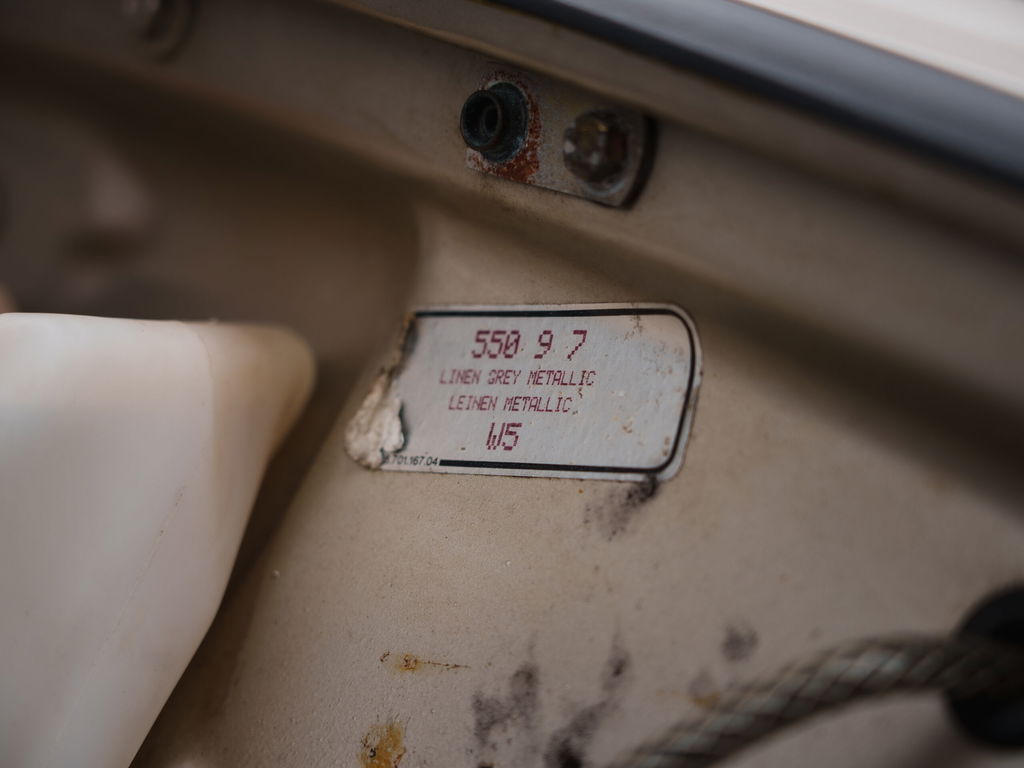 550 9 7
LINEN GREY METALLIC
LEINEN METALLIC
W5
.701.167.04